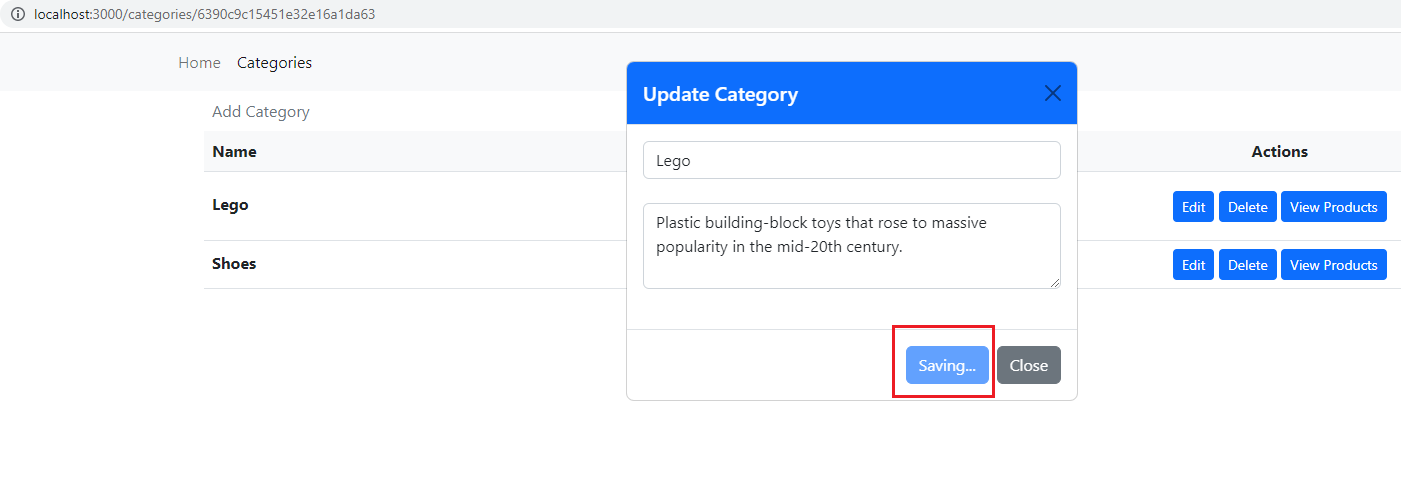 localhost:3000/categories/6390c9c15451e32e16a1da63
Home Categories
Add Category
Name Actions
Lego Edit Delete View Products
Shoes Edit Delete View Products
Update Category
Lego
Plastic building-block toys that rose to massive
popularity in the mid-20th century.
Saving... Close